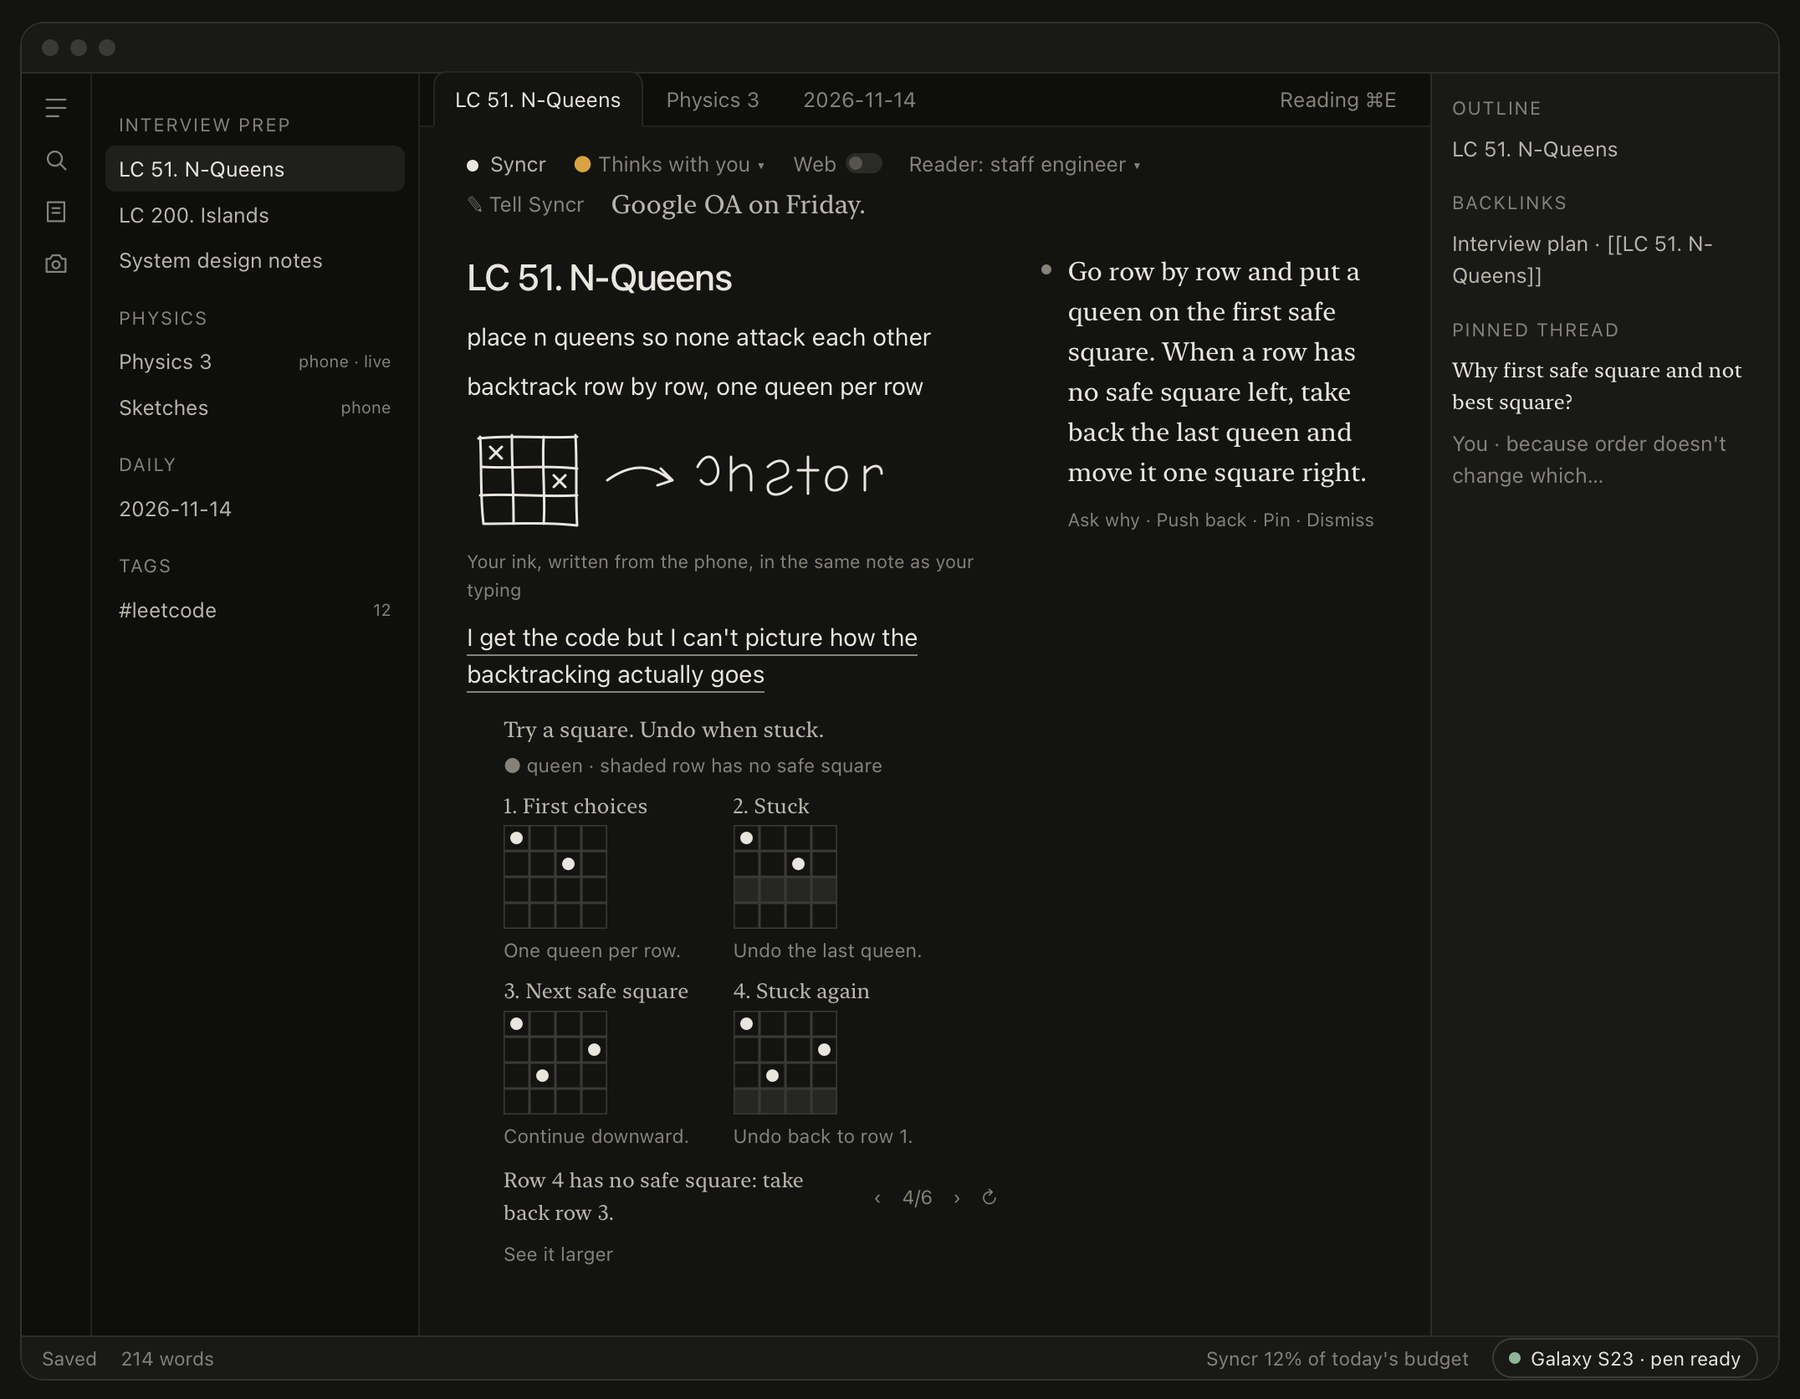 LC 51. N-Queens
Physics 3
2026-11-14
Reading ⌘E
INTERVIEW PREP
LC 51. N-Queens
LC 200. Islands
System design notes
PHYSICS
Physics 3
phone · live
Sketches
phone
DAILY
2026-11-14
TAGS
#leetcode
12
Syncr
Thinks with you ▾
Web
Reader: staff engineer ▾
✎ Tell Syncr
Google OA on Friday.
LC 51. N-Queens
place n queens so none attack each other
backtrack row by row, one queen per row
Your ink, written from the phone, in the same note as your
typing
I get the code but I can't picture how the
backtracking actually goes
Try a square. Undo when stuck.
queen · shaded row has no safe square
1. First choices
2. Stuck
One queen per row.
Undo the last queen.
3. Next safe square
4. Stuck again
Continue downward.
Undo back to row 1.
Row 4 has no safe square: take
back row 3.
‹ 4/6 › ↻
See it larger
Go row by row and put a
queen on the first safe
square. When a row has
no safe square left, take
back the last queen and
move it one square right.
Ask why · Push back · Pin · Dismiss
OUTLINE
LC 51. N-Queens
BACKLINKS
Interview plan · [[LC 51. N-
Queens]]
PINNED THREAD
Why first safe square and not
best square?
You · because order doesn't
change which…
Saved
214 words
Syncr 12% of today's budget
Galaxy S23 · pen ready